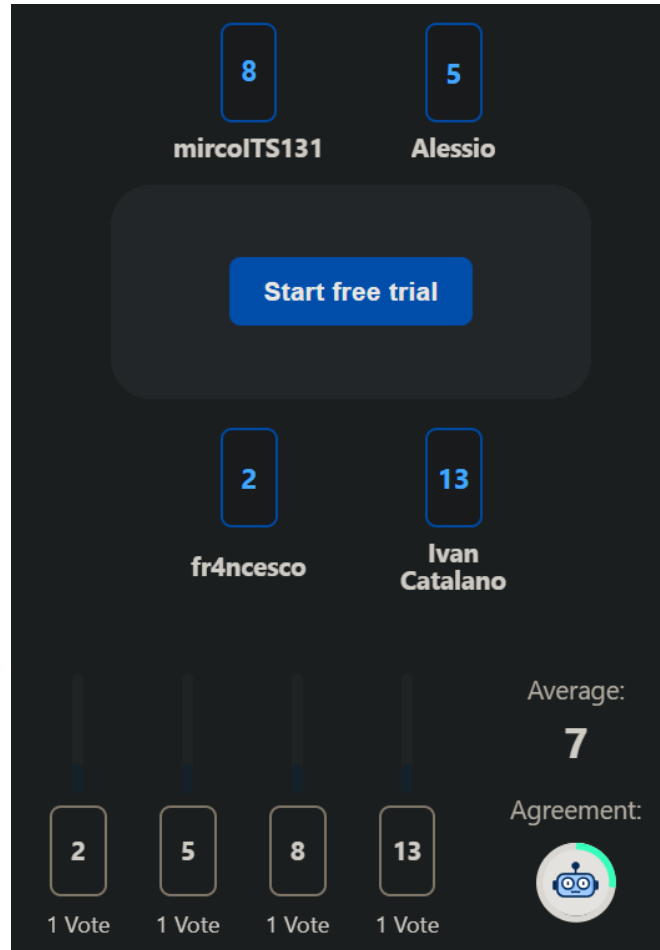 8 5
mircoITS131 Alessio
Start free trial
2 13
fr4ncesco Ivan
Catalano
Average:
7
Agreement:
2 5 8 13
1 Vote 1 Vote 1 Vote 1 Vote